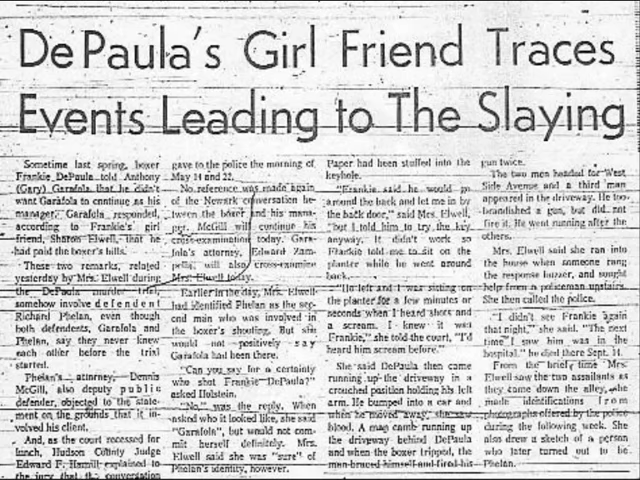 DePaula's Girl Friend Traces
Events Leading to The Slaying
Sometime last spring, boxer
Frankie DePaula told Anthony
(Gary) Garafola that he didn't
want Garafola to continue as his
manager. Garafola responded,
according to Frankie's girl
friend, Sharon Elwell, that he
had paid the boxer's bills.
These two remarks, related
yesterday by Mrs. Elwell during
the DePaula murder trial,
somehow involve defendent
Richard Phelan, even though
both defendents, Garafola and
Phelan, say they never knew
each other before the trial
started.
Phelan's attorney, Dennis
McGill, also deputy public
defender, objected to the state-
ment on the grounds that it in-
volved his client.
And, as the court recessed for
lunch, Hudson County Judge
Edward F. Hamill explained to
the jury that the conversation
gave to the police the morning of
May 14 and 22.
No reference was made again
of the Newark conversation be-
tween the boxer and his mana-
ger. McGill will continue his
cross-examination today. Gara-
fola's attorney, Edward Zam-
pella, will also cross-examine
Mrs. Elwell today.
Earlier in the day, Mrs. Elwell
had identified Phelan as the sec-
ond man who was involved in
the boxer's shooting. But she
would not positively say
Garafola had been there.
"Can you say for a certainty
who shot Frankie DePaula?"
asked Holstein.
"No," was the reply. When
asked who it looked like, she said
"Garafola", but would not com-
mit herself definitely. Mrs.
Elwell said she was "sure" of
Phelan's identity, however.
Paper had been stuffed into the
keyhole.
"Frankie said he would go
around the back and let me in by
the back door," said Mrs. Elwell,
"but I told him to try the key
anyway. It didn't work so
Frankie told me to sit on the
planter while he went around
back.
"He left and I was sitting on
the planter for a few minutes or
seconds when I heard shots and
a scream. I knew it was
Frankie," she told the court, "I'd
heard him scream before."
She said DePaula then came
running up the driveway in a
crouched position holding his left
arm. He bumped into a car and
when he moved away, she saw
blood. A man came running up
the driveway behind DePaula
and when the boxer tripped, the
man braced himself and fired his
gun twice.
The two men headed for West
Side Avenue and a third man
appeared in the driveway. He too
brandished a gun, but did not
fire it. He went running after the
others.
Mrs. Elwell said she ran into
the house when someone rang
the response buzzer, and sought
help from a policeman upstairs.
She then called the police.
"I didn't see Frankie again
that night," she said. "The next
time I saw him was in the
hospital." he died there Sept. 14.
From the brief time Mrs.
Elwell saw the two assailants as
they came down the alley, she
made identifications from
photographs offered by the police
during the following week. She
also drew a sketch of a person
who later turned out to be
Phelan.